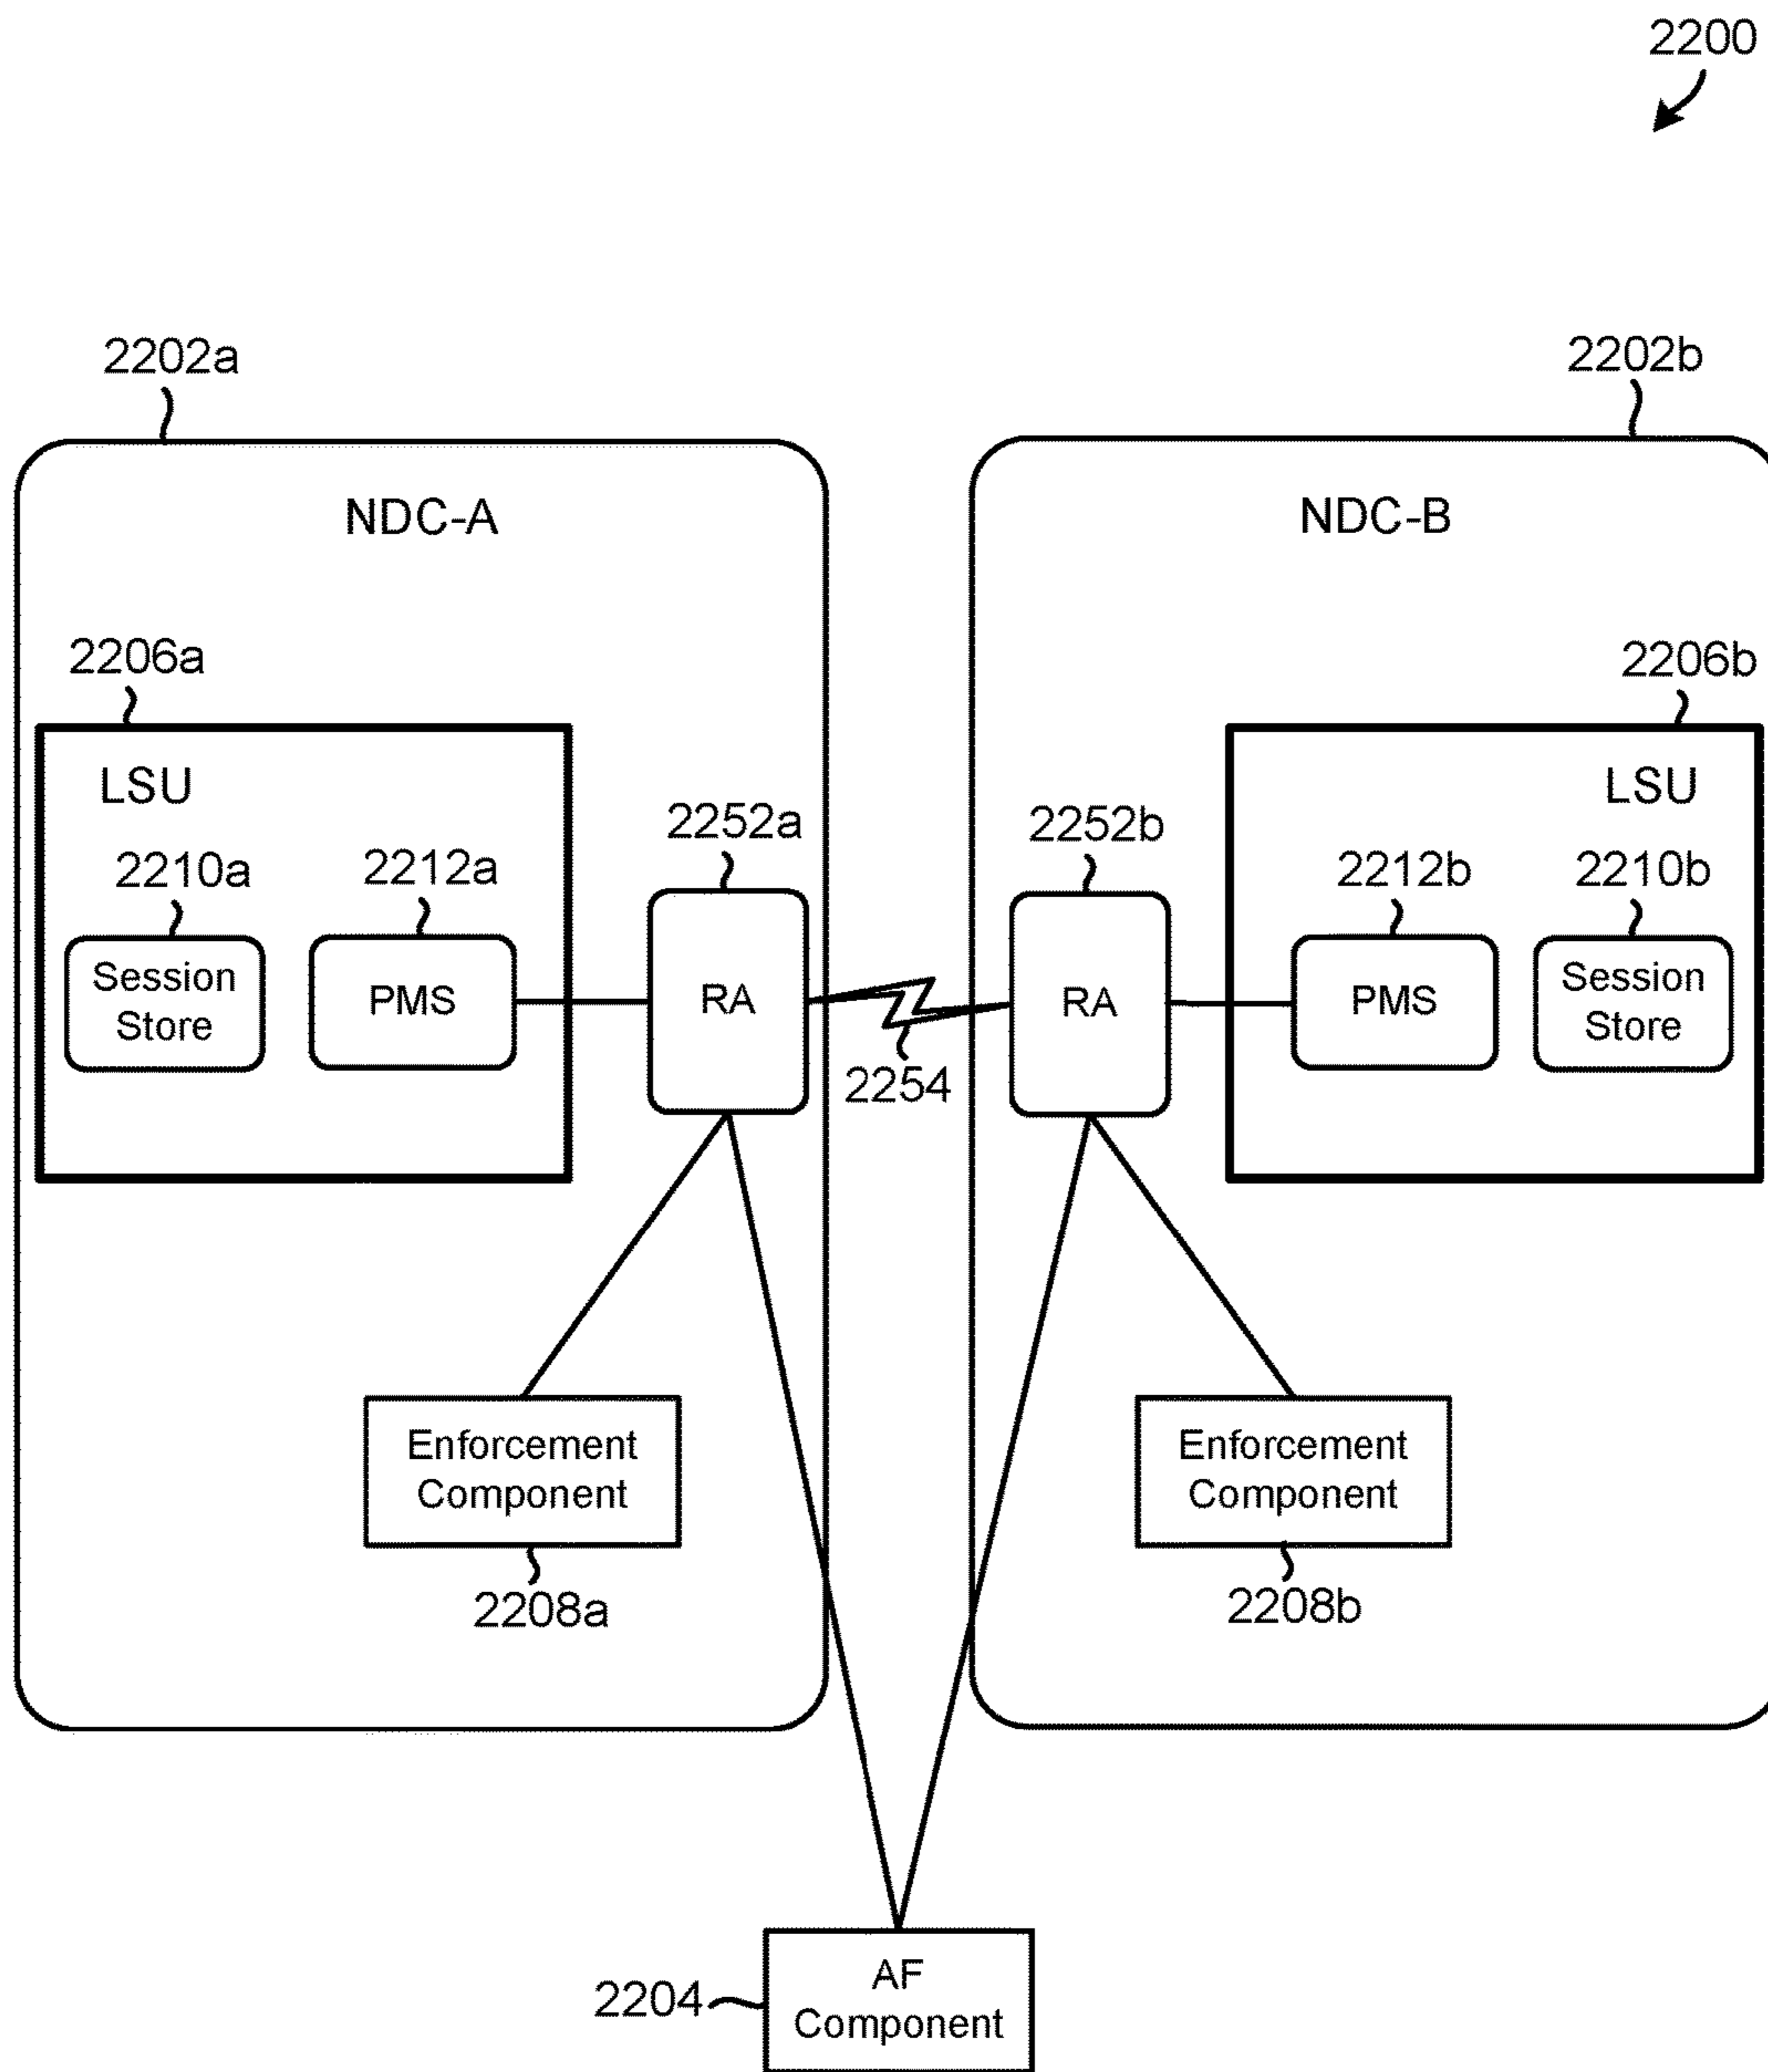 2200
2202a
2202b
NDC-A
NDC-B
2206a
2206b
LSU
LSU
2252a
2252b
2210a
2212a
2212b
2210b
Session
Store
PMS
RA
RA
PMS
Session
Store
2254
Enforcement
Component
Enforcement
Component
2208a
2208b
2204
AF
Component